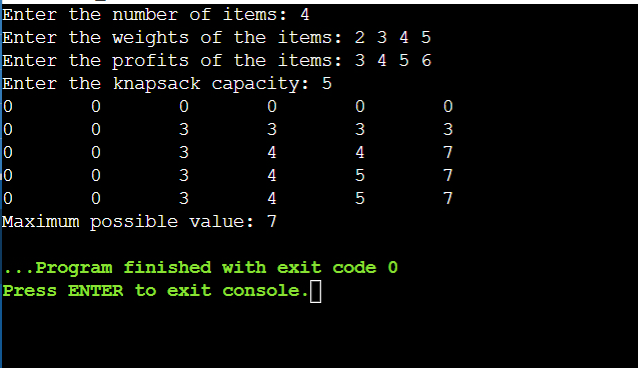 Enter the number of items: 4
Enter the weights of the items: 2 3 4 5
Enter the profits of the items: 3 4 5 6
Enter the knapsack capacity: 5
0 0 0 0 0 0
0 0 3 3 3 3
0 0 3 4 4 7
0 0 3 4 5 7
0 0 3 4 5 7
Maximum possible value: 7
...Program finished with exit code 0
Press ENTER to exit console.